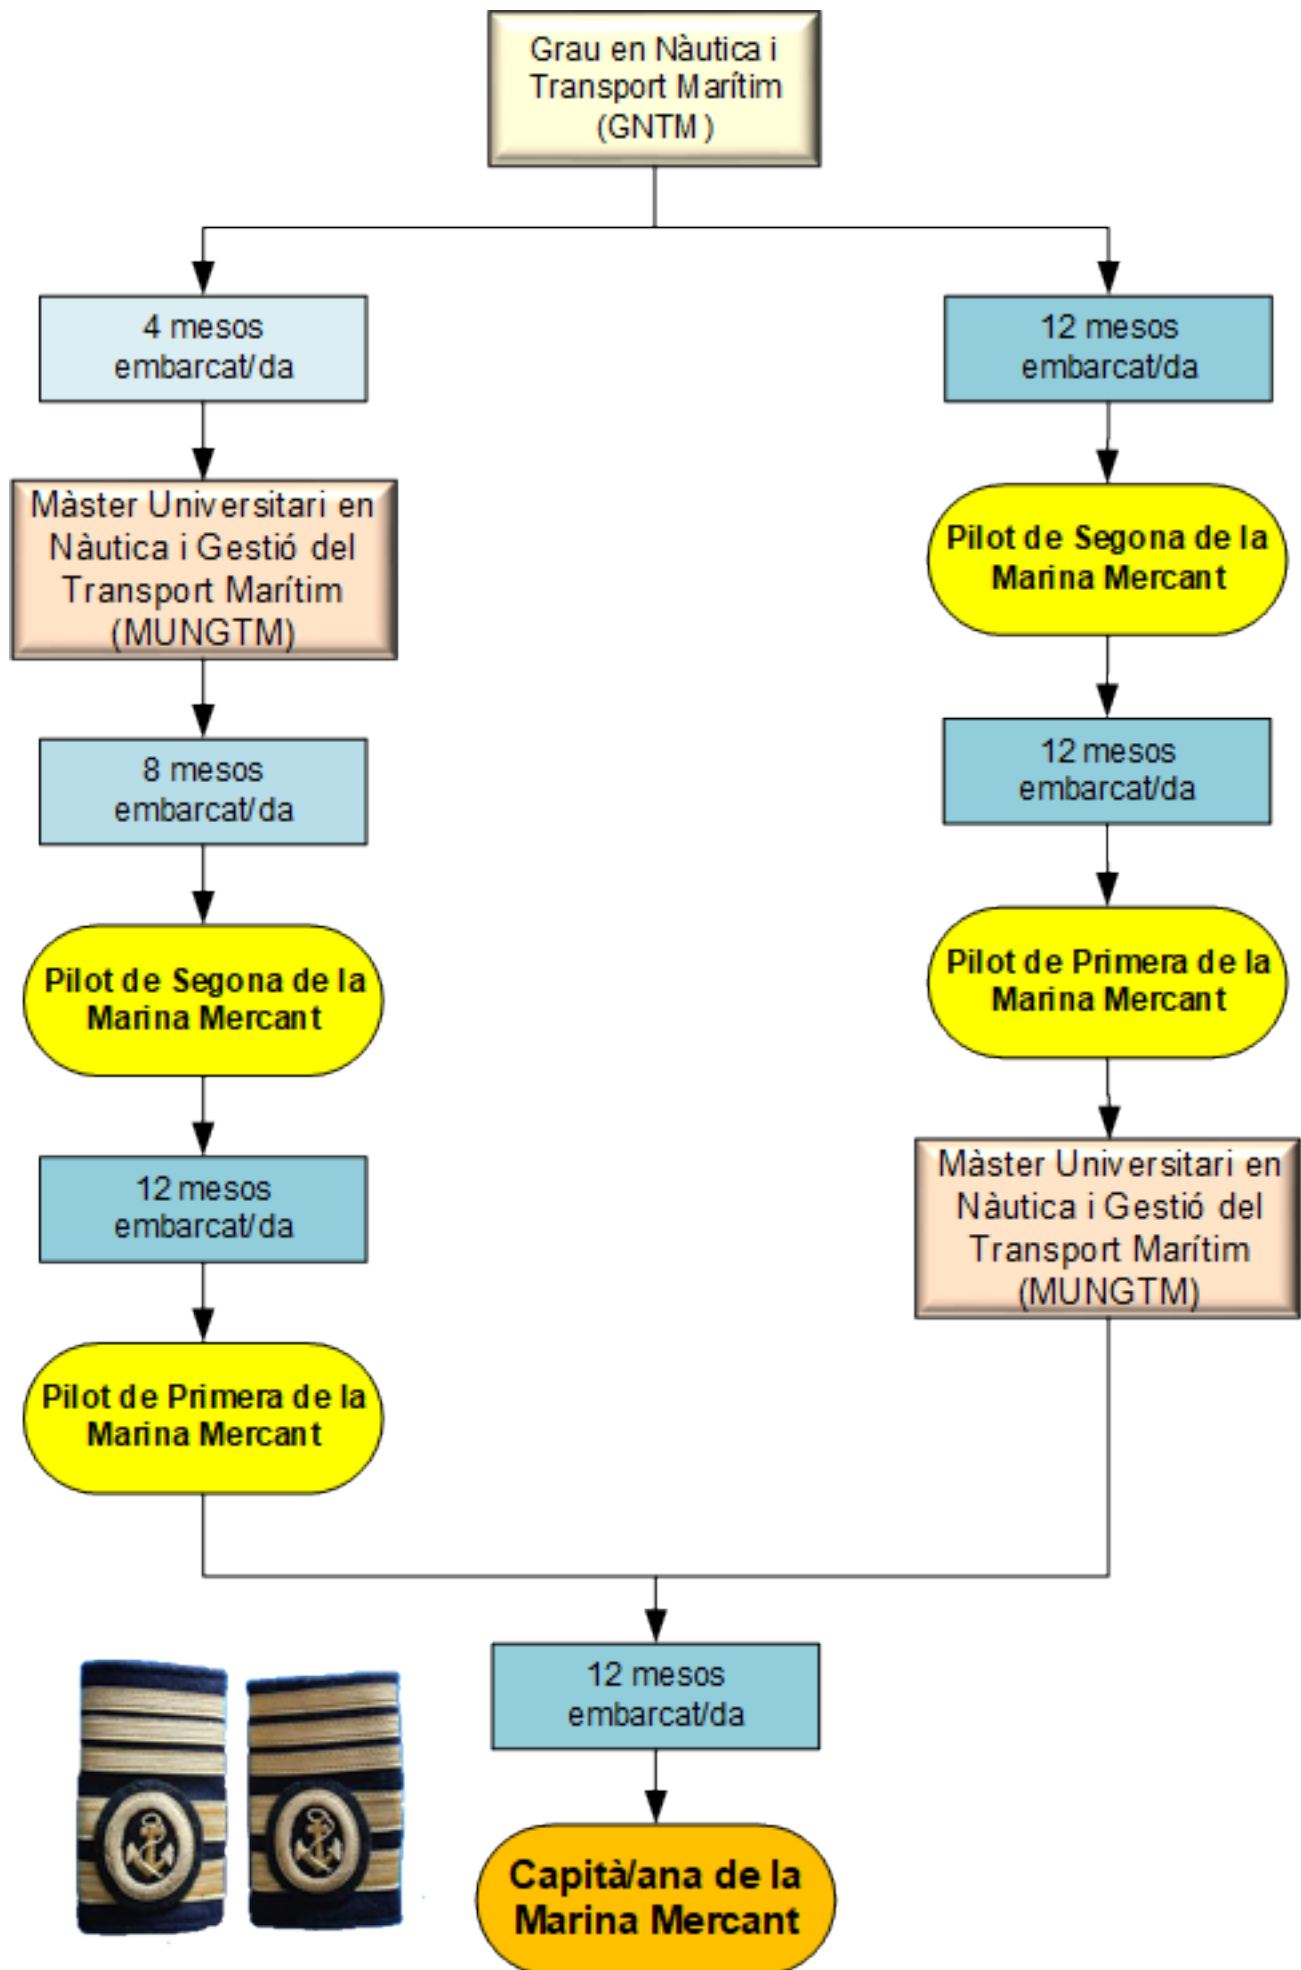 Grau en Nàutica i
Transport Marítim
(GNTM)
4 mesos
embarcat/da
Màster Universitari en
Nàutica i Gestió del
Transport Marítim
(MUNGTM)
8 mesos
embarcat/da
Pilot de Segona de la
Marina Mercant
12 mesos
embarcat/da
Pilot de Primera de la
Marina Mercant
12 mesos
embarcat/da
Pilot de Segona de la
Marina Mercant
12 mesos
embarcat/da
Pilot de Primera de la
Marina Mercant
Màster Universitari en
Nàutica i Gestió del
Transport Marítim
(MUNGTM)
12 mesos
embarcat/da
Capità/ana de la
Marina Mercant